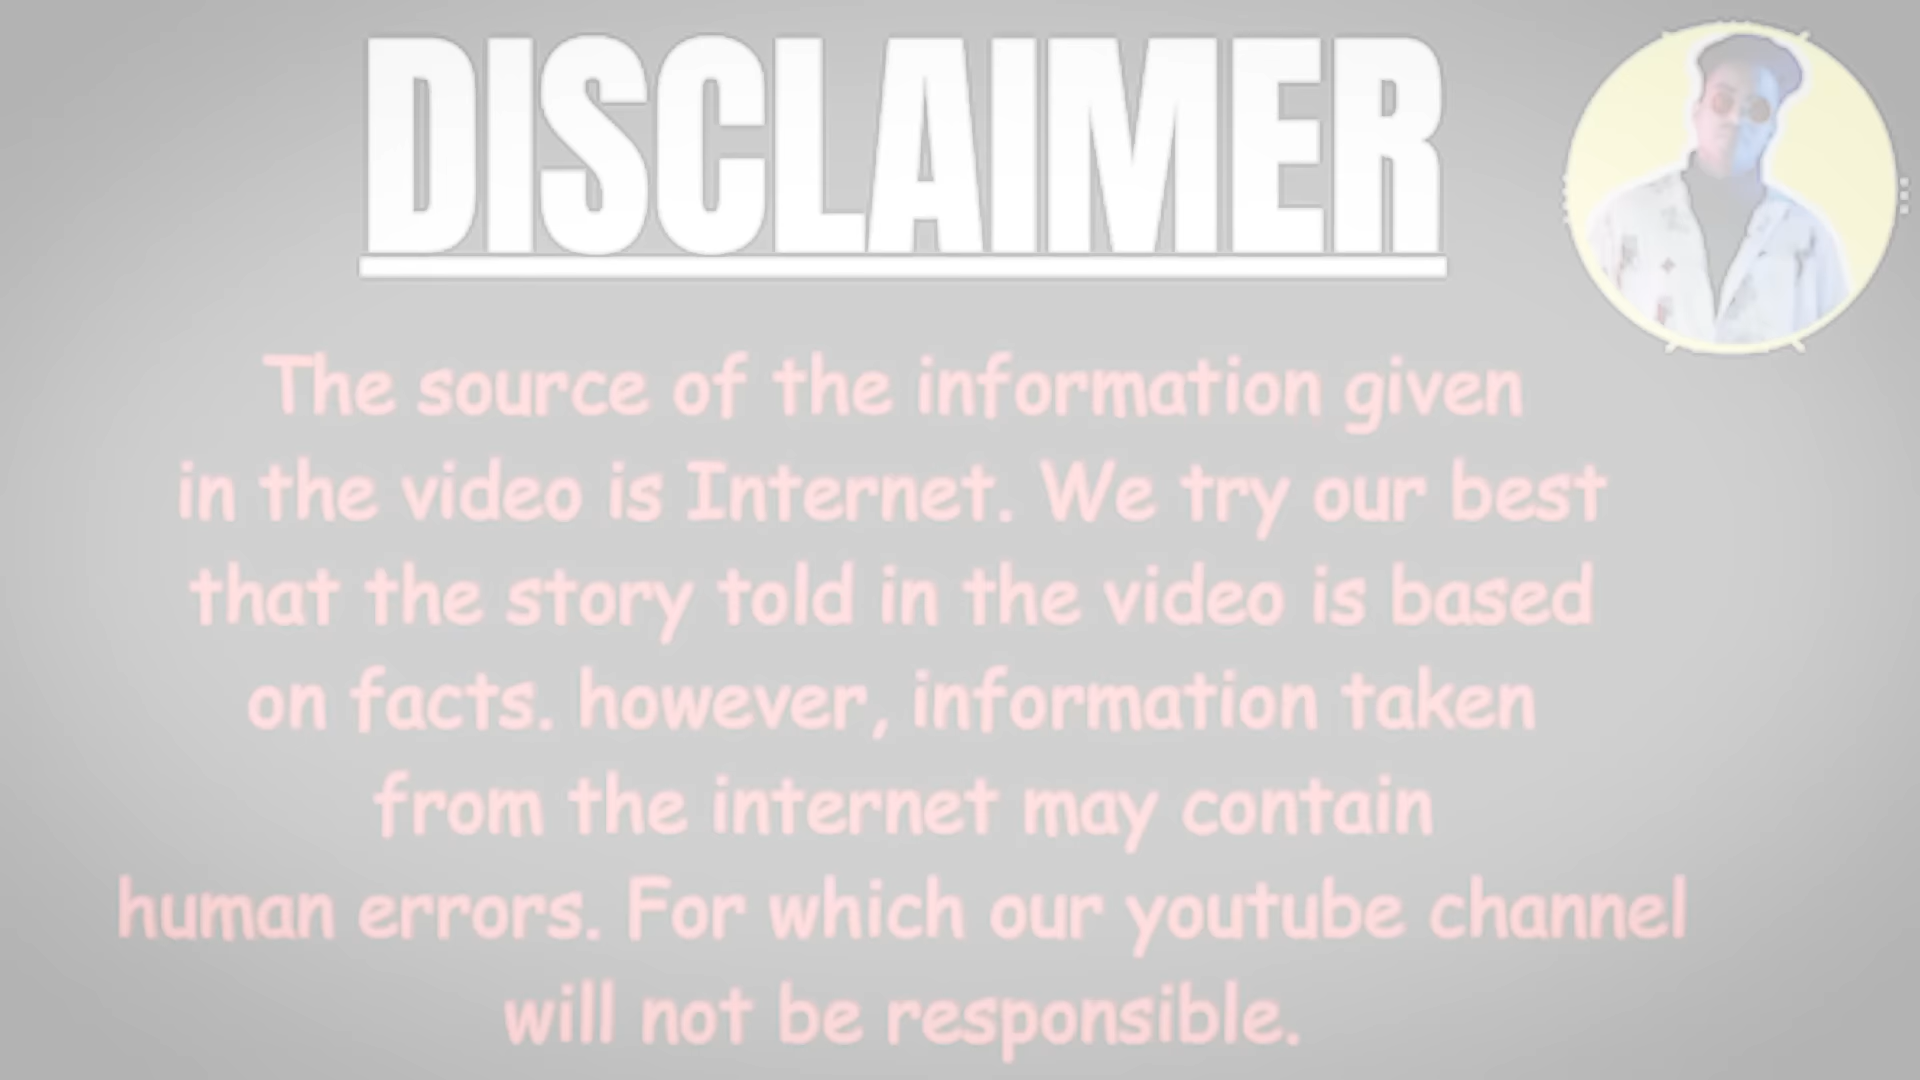 DISCLAIMER
The source of the information given
in the video is Internet. We try our best
that the story told in the video is based
on facts. however, information taken
from the internet may contain
human errors. For which our youtube channel
will not be responsible.